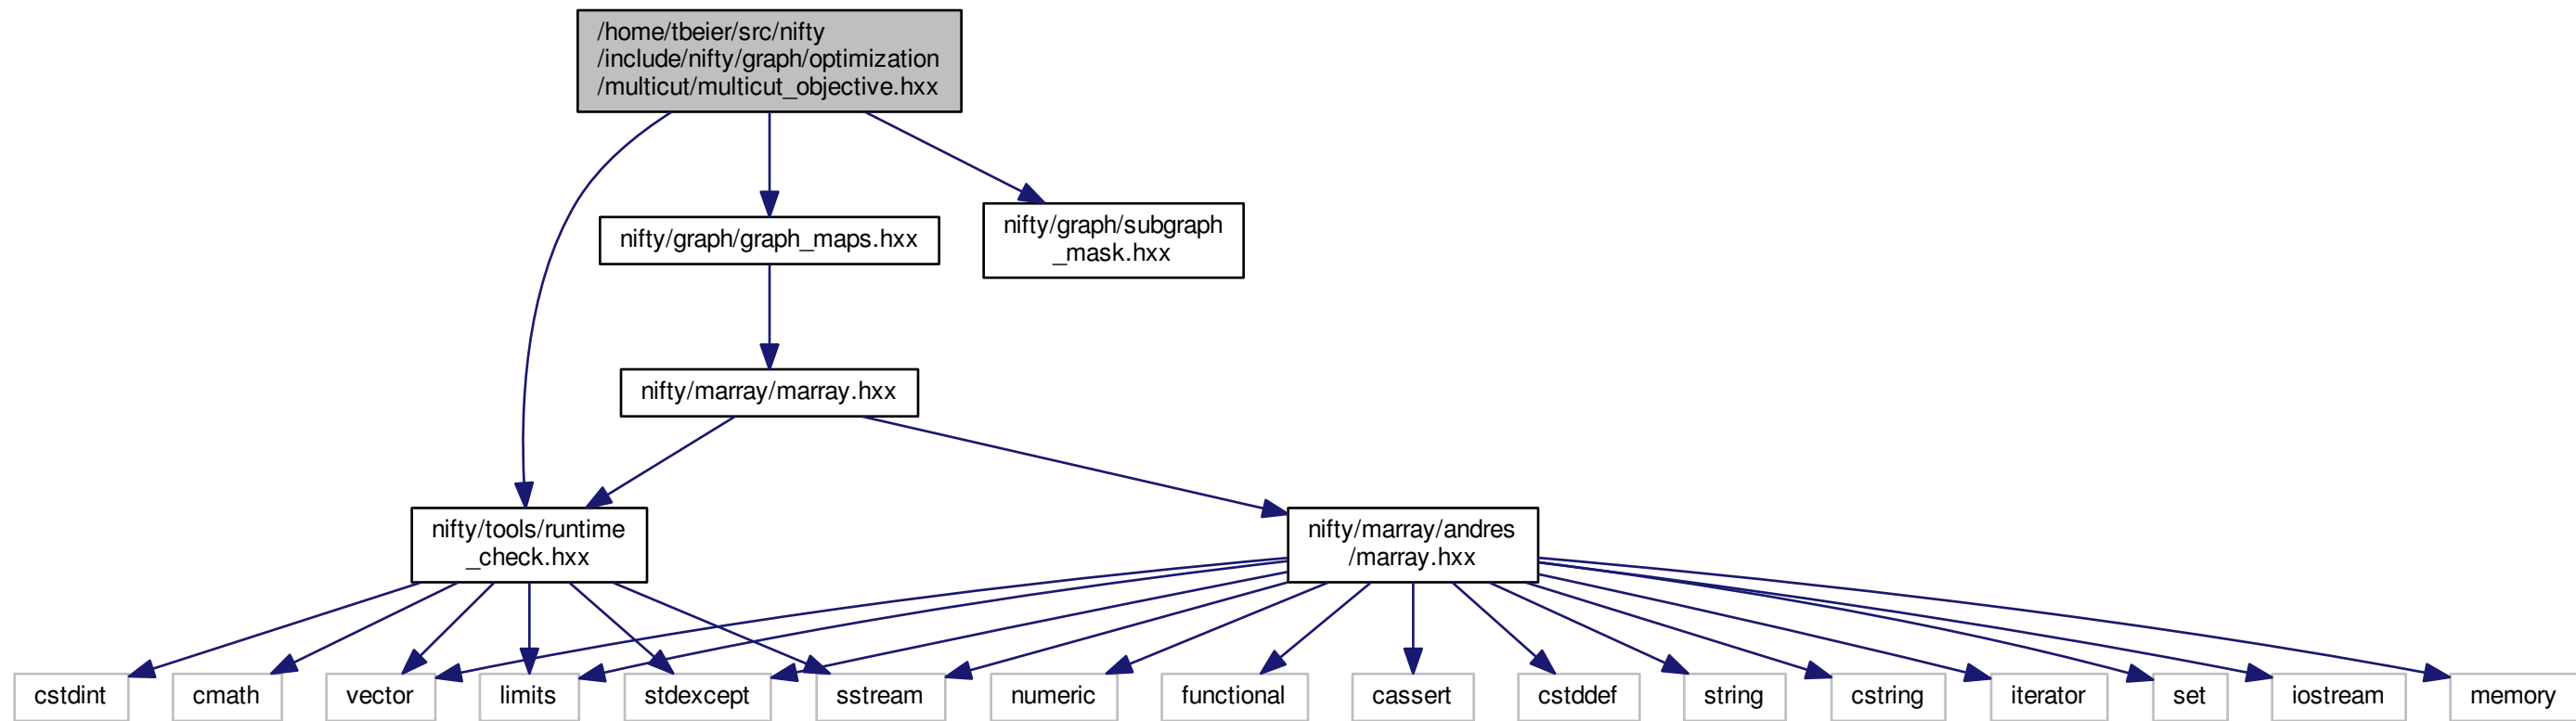 /home/tbeier/src/nifty
/include/nifty/graph/optimization
/multicut/multicut_objective.hxx
nifty/graph/graph_maps.hxx
nifty/graph/subgraph
_mask.hxx
nifty/marray/marray.hxx
nifty/tools/runtime
_check.hxx
nifty/marray/andres
/marray.hxx
cstdint
cmath
vector
limits
stdexcept
sstream
numeric
functional
cassert
cstddef
string
cstring
iterator
set
iostream
memory